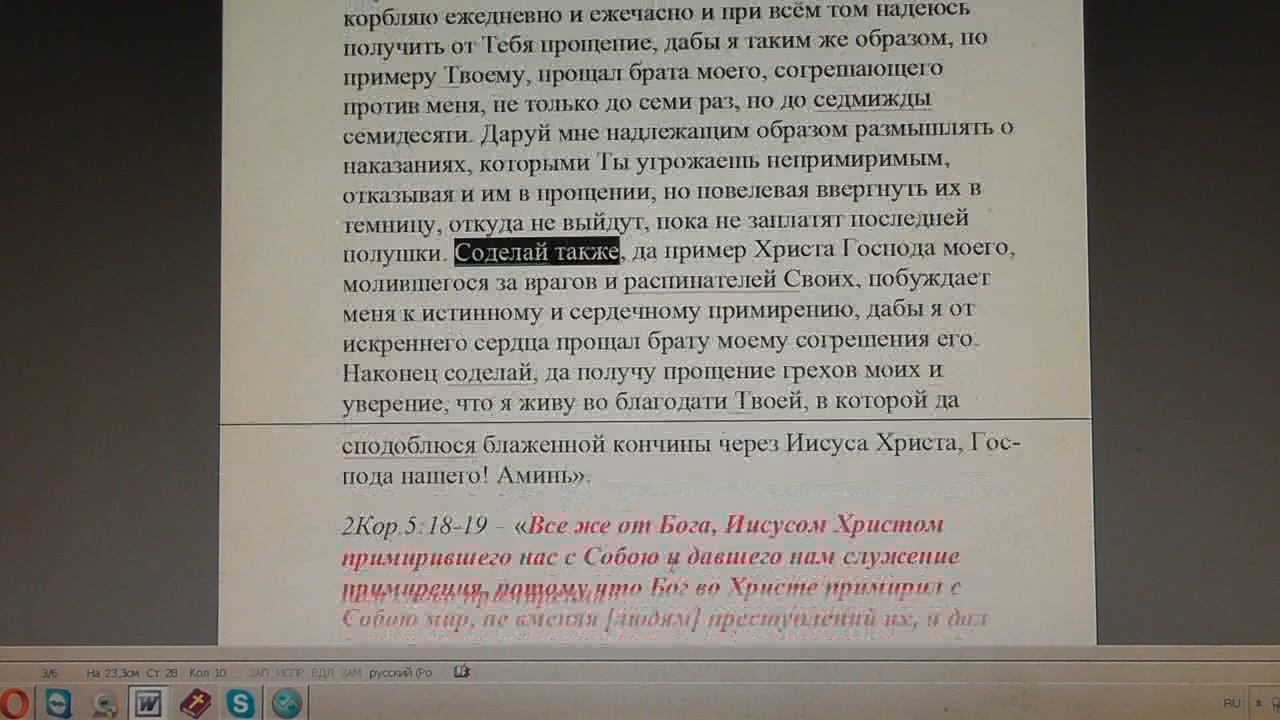 корбляю ежедневно и ежечасно и при всём том надеюсь
получить от Тебя прощение, дабы я таким же образом, по
примеру Твоему, прощал брата моего, согрешающего
против меня, не только до семи раз, но до седмижды
семидесяти. Даруй мне надлежащим образом размышлять о
наказаниях, которыми Ты угрожаешь непримиримым,
отказывая и им в прощении, но повелевая ввергнуть их в
темницу, откуда не выйдут, пока не заплатят последней
полушки. Соделай также, да пример Христа Господа моего,
молившегося за врагов и распинателей Своих, побуждает
меня к истинному и сердечному примирению, дабы я от
искреннего сердца прощал брату моему согрешения его.
Наконец соделай, да получу прощение грехов моих и
уверение, что я живу во благодати Твоей, в которой да
сподоблюся блаженной кончины через Иисуса Христа, Гос-
пода нашего! Аминь».
2Кор.5:18-19 – «Все же от Бога, Иисусом Христом
примирившего нас с Собою и давшего нам служение
примирения, потому что Бог во Христе примирил с
Собою мир, не вменяя [людям] преступлений их, и дал
3/6 На 23,3см Ст 28 Кол 10 ЗАП ИСПР ВДЛ ЗАМ русский (Ро
RU